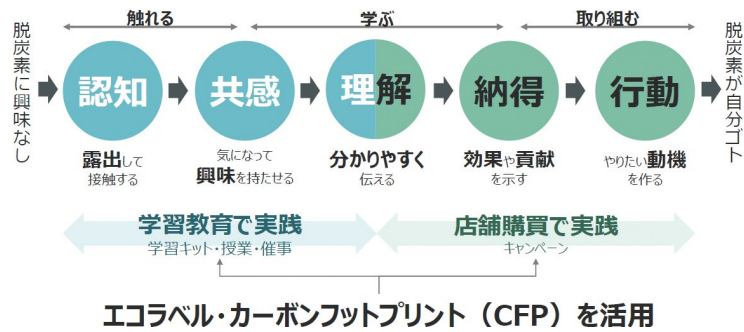 触れる
学ぶ
取り組む
脱炭素に興味なし
認知
共感
理解
納得
行動
脱炭素が自分ゴト
露出して
接触する
気になって
興味を持たせる
分かりやすく
伝える
効果や貢献
を示す
やりたい動機
を作る
学習教育で実践
学習キット・授業・催事
店舗購買で実践
キャンペーン
エコラベル・カーボンフットプリント（CFP）を活用